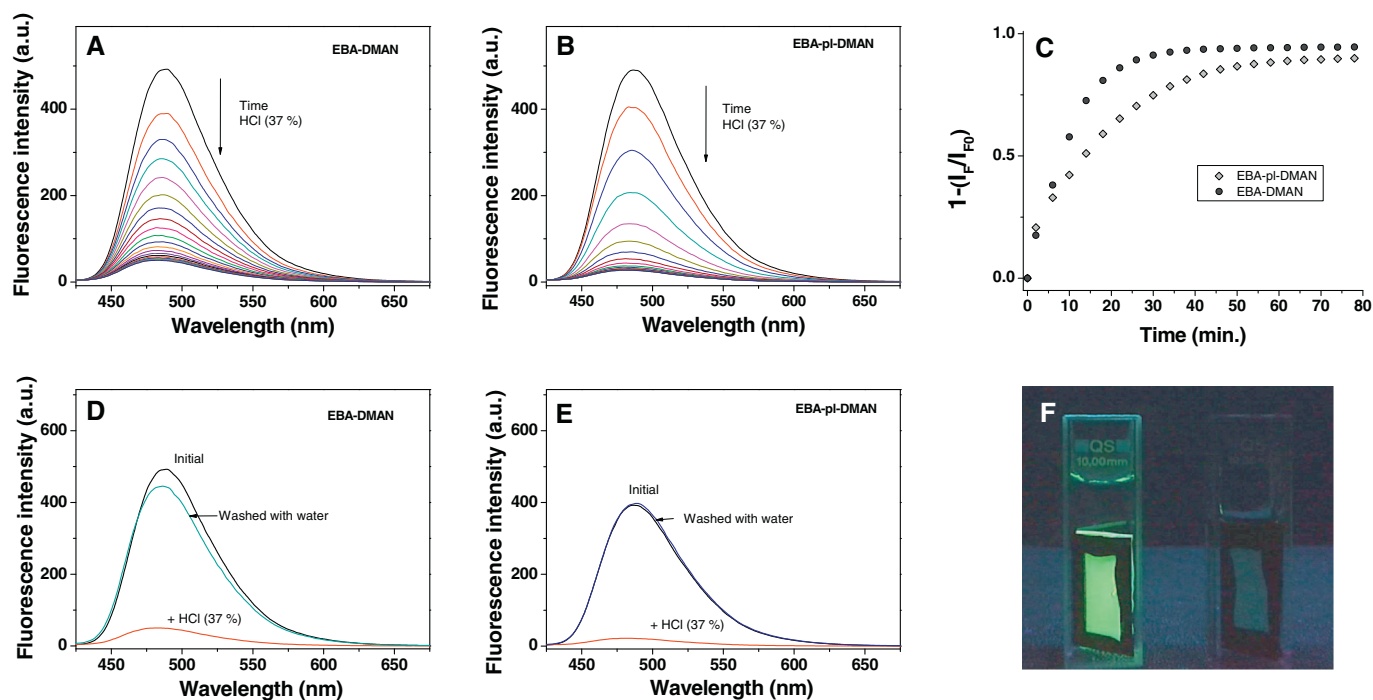 A
EBA-DMAN
Time
HCl (37 %)
Fluorescence intensity (a.u.)
400
200
0
450 500 550 600 650
Wavelength (nm)
B
EBA-pl-DMAN
Time
HCl (37 %)
Fluorescence intensity (a.u.)
400
200
0
450 500 550 600 650
Wavelength (nm)
C
1-(I_F/I_F0)
1.0
0.5
0.0
EBA-pl-DMAN
EBA-DMAN
0 10 20 30 40 50 60 70 80
Time (min.)
D
EBA-DMAN
Fluorescence intensity (a.u.)
600
400
200
0
Initial
Washed with water
+ HCl (37 %)
450 500 550 600 650
Wavelength (nm)
E
EBA-pl-DMAN
Fluorescence intensity (a.u.)
600
400
200
0
Initial
Washed with water
+ HCl (37 %)
450 500 550 600 650
Wavelength (nm)
F
QS
10,00mm